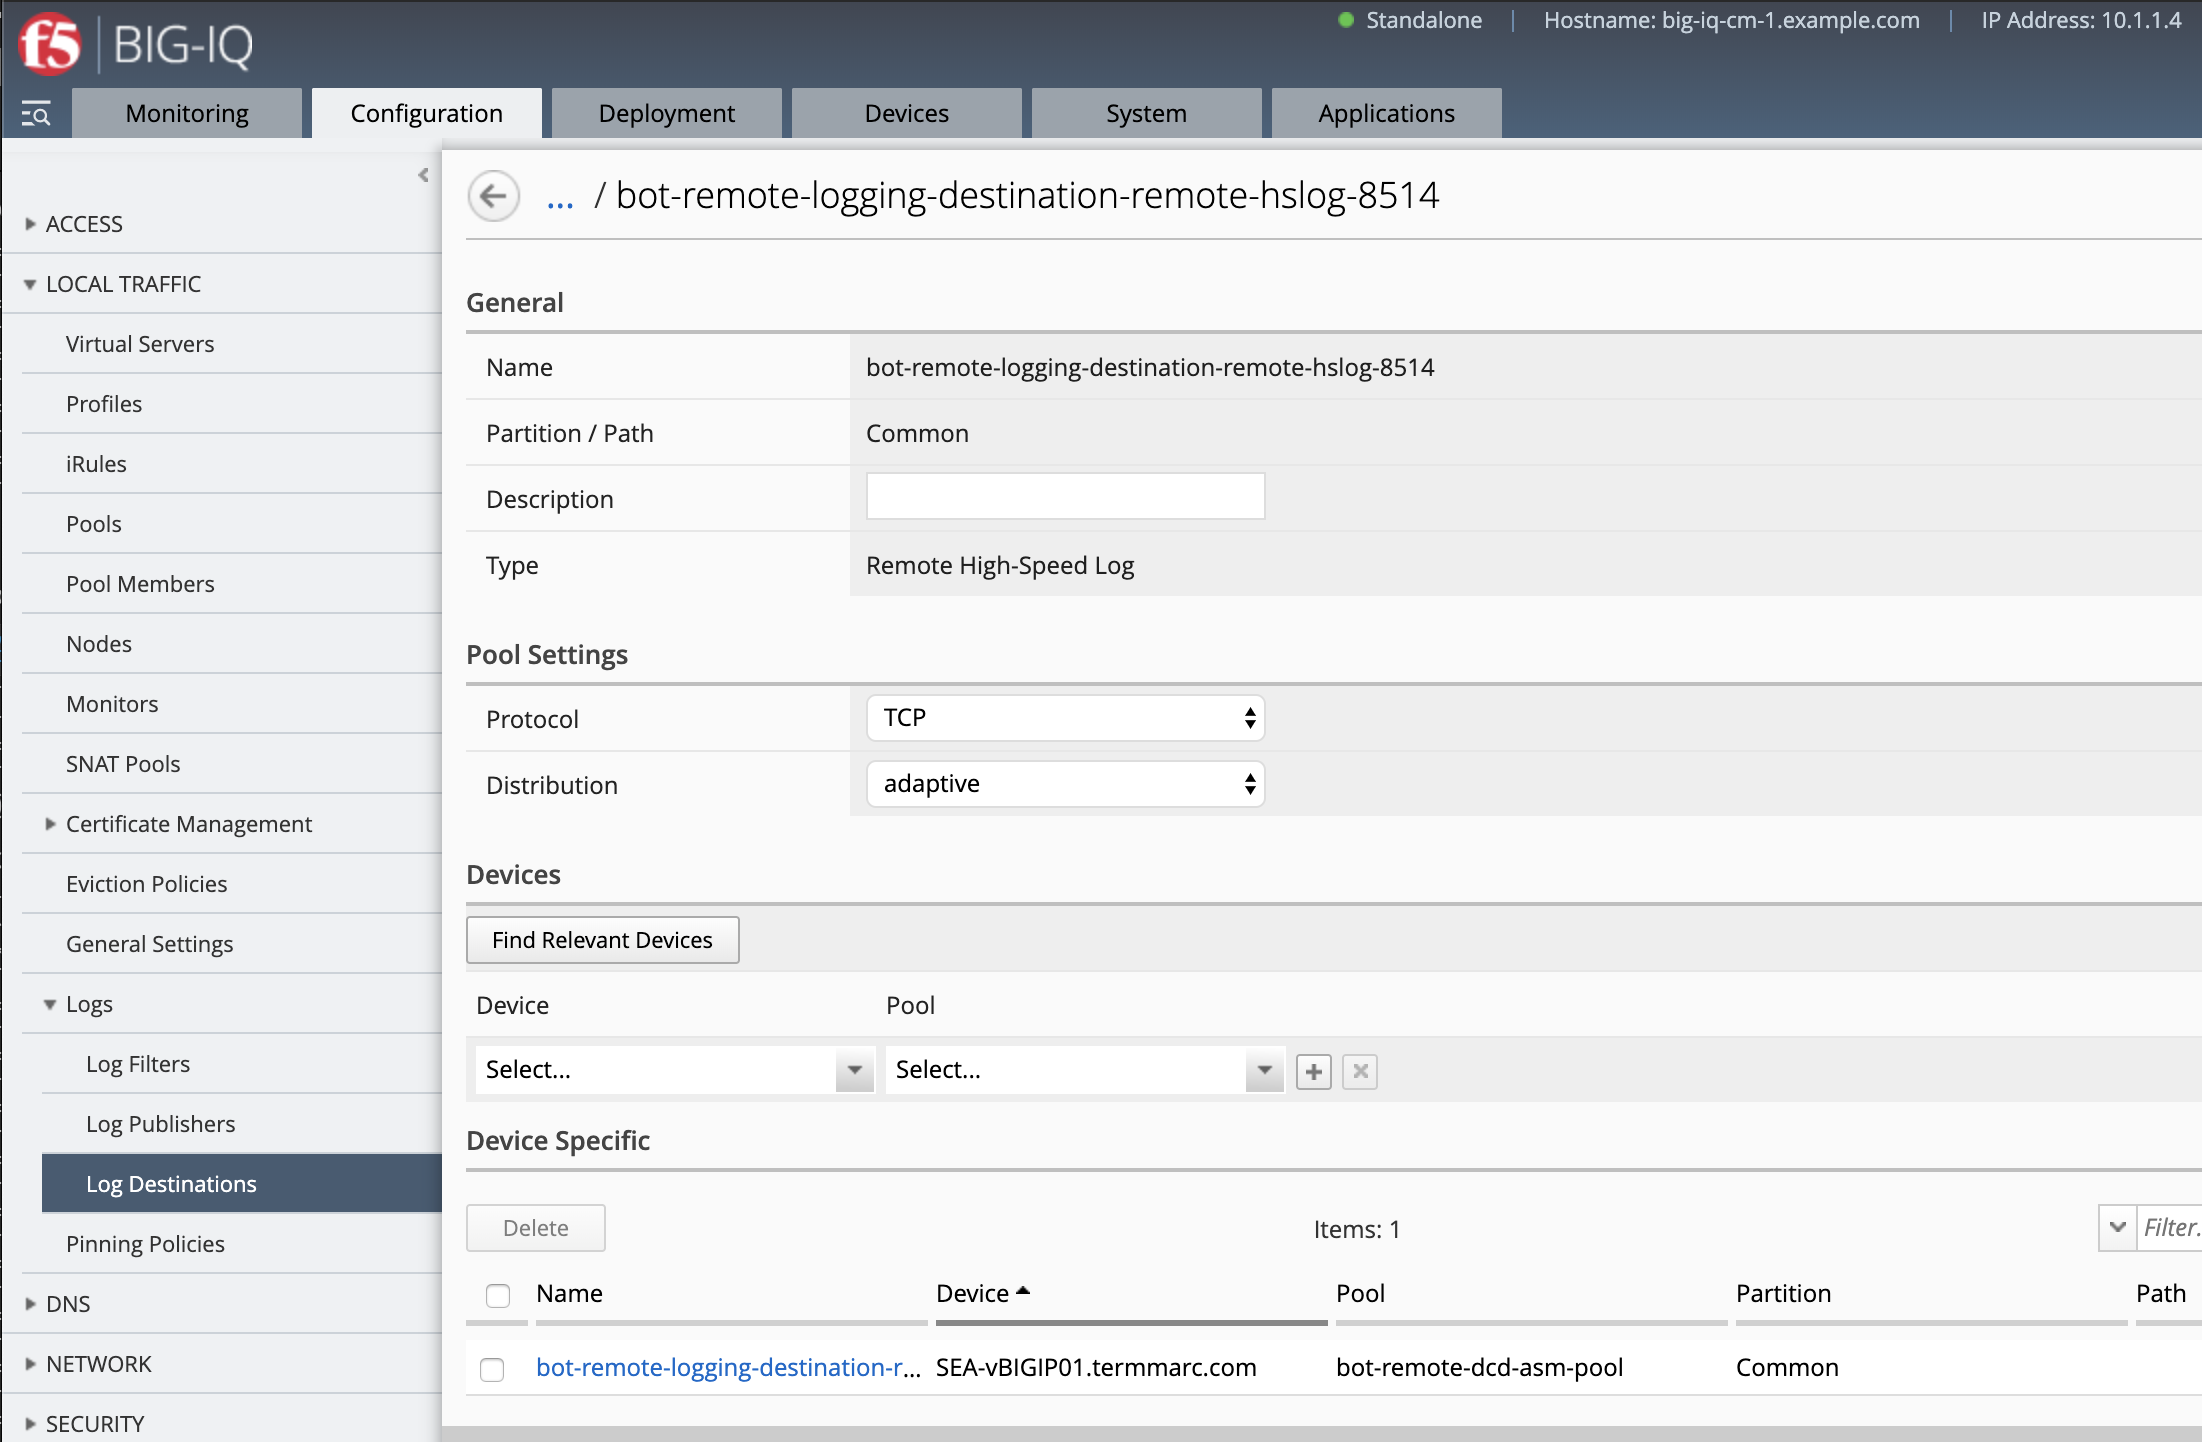 Standalone | Hostname: big-iq-cm-1.example.com | IP Address: 10.1.1.4
f5 BIG-IQ
Monitoring Configuration Deployment Devices System Applications
... / bot-remote-logging-destination-remote-hslog-8514
ACCESS
LOCAL TRAFFIC
Virtual Servers
Profiles
iRules
Pools
Pool Members
Nodes
Monitors
SNAT Pools
Certificate Management
Eviction Policies
General Settings
Logs
Log Filters
Log Publishers
Log Destinations
Pinning Policies
DNS
NETWORK
SECURITY
General
Name bot-remote-logging-destination-remote-hslog-8514
Partition / Path Common
Description
Type Remote High-Speed Log
Pool Settings
Protocol TCP
Distribution adaptive
Devices
Find Relevant Devices
Device Pool
Select... Select...
Device Specific
Delete Items: 1 Filter.
Name Device Pool Partition Path
bot-remote-logging-destination-r... SEA-vBIGIP01.termmarc.com bot-remote-dcd-asm-pool Common